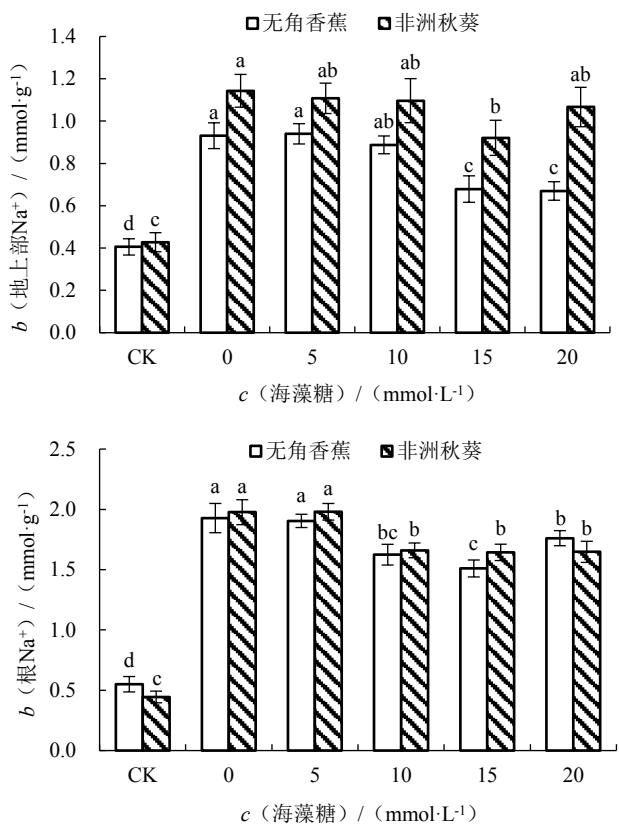 无角香蕉 非洲秋葵
b（地上部Na⁺）/（mmol·g⁻¹）
1.4
1.2
1.0
0.8
0.6
0.4
0.2
0.0
d c a a a ab ab ab c b c ab
CK 0 5 10 15 20
c（海藻糖）/（mmol·L⁻¹）
无角香蕉 非洲秋葵
b（根Na⁺）/（mmol·g⁻¹）
2.5
2.0
1.5
1.0
0.5
0.0
d c a a a a bc b c b b b
CK 0 5 10 15 20
c（海藻糖）/（mmol·L⁻¹）